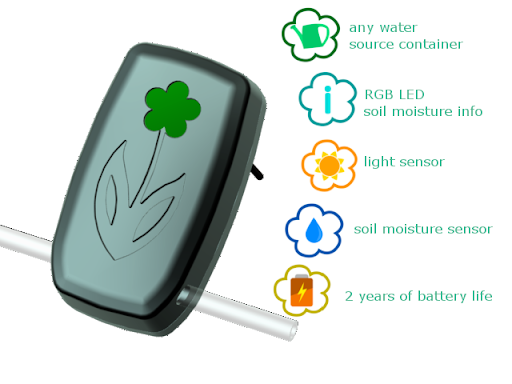 any water
source container
RGB LED
soil moisture info
light sensor
soil moisture sensor
2 years of battery life